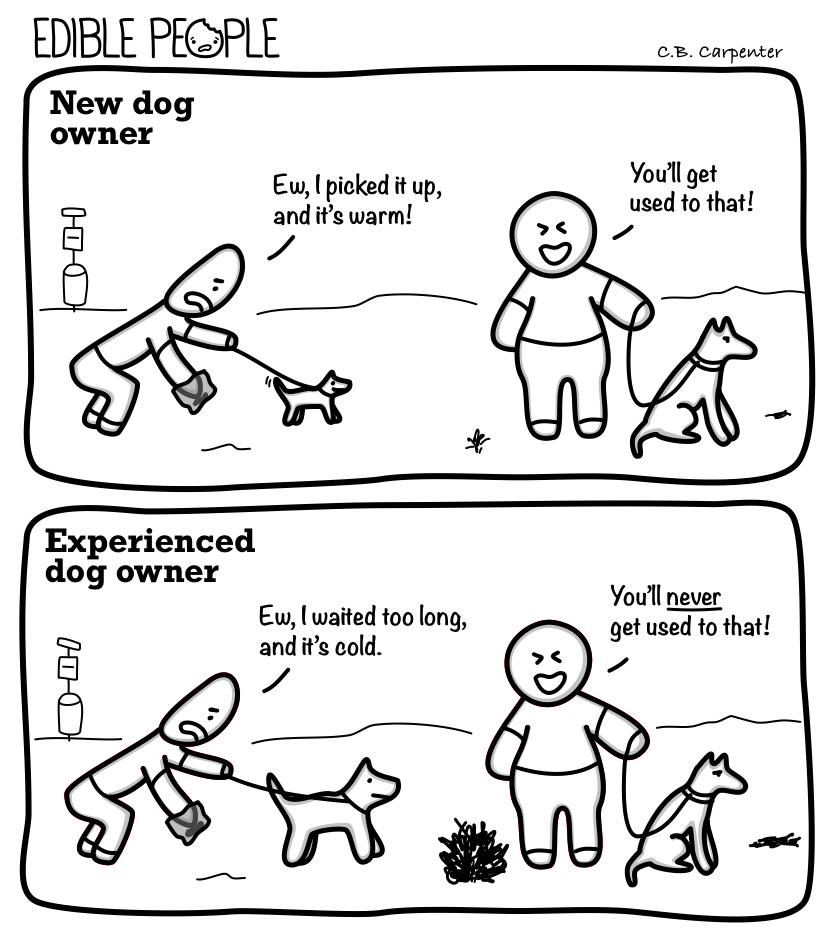 EDIBLE PEOPLE
C.B. Carpenter
New dog
owner
Ew, I picked it up,
and it's warm!
You'll get
used to that!
Experienced
dog owner
Ew, I waited too long,
and it's cold.
You'll never
get used to that!